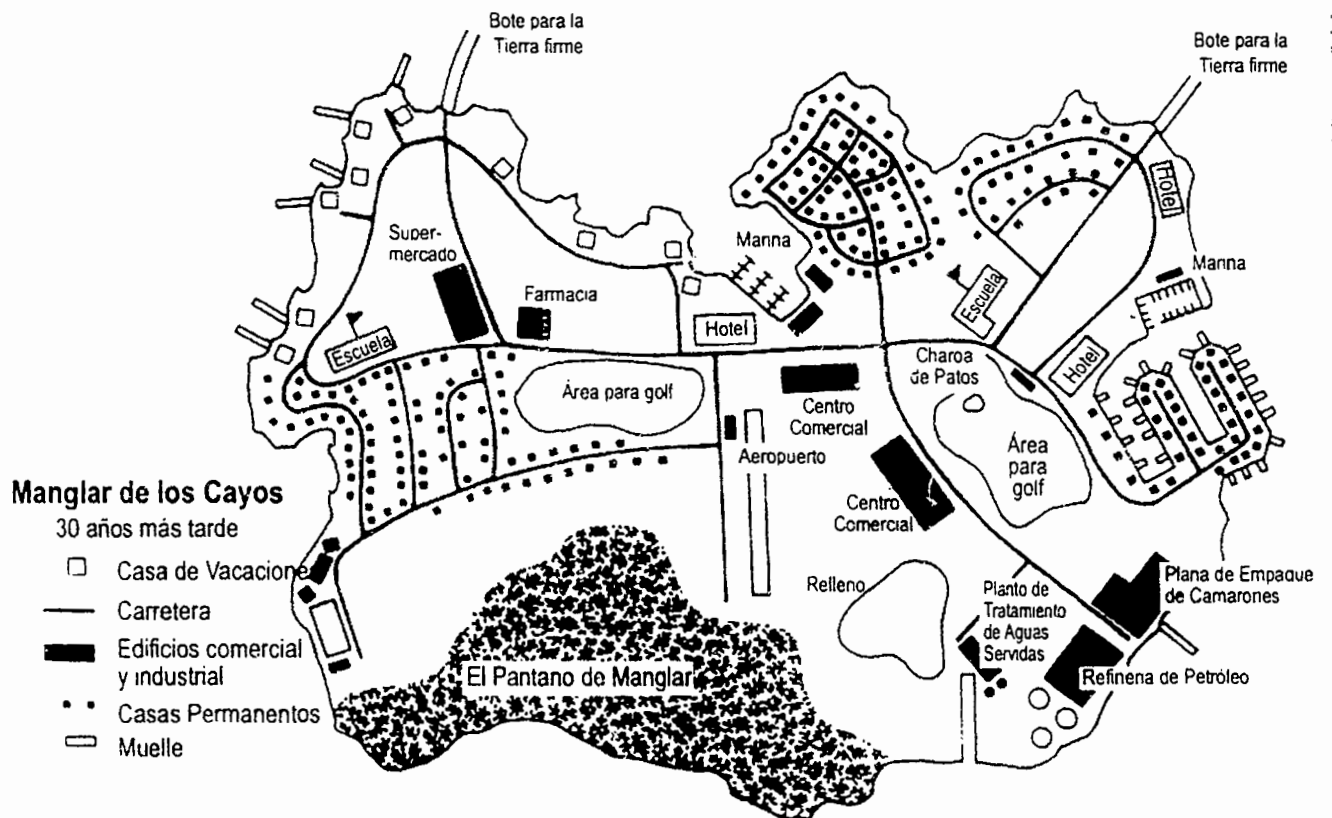 Bote para la
Tierra firme
Bote para la
Tierra firme
Super-
mercado
Farmacia
Escuela
Hotel
Marina
Escuela
Hotel
Marina
Hotel
Área para golf
Centro
Comercial
Charoa
de Patos
Aeropuerto
Centro
Comercial
Área
para
golf
Manglar de los Cayos
30 años más tarde
Casa de Vacaciones
Carretera
Edificios comercial
y industrial
Casas Permanentos
Muelle
El Pantano de Manglar
Relleno
Planto de
Tratamiento
de Aguas
Servidas
Plana de Empaque
de Camarones
Refineria de Petróleo